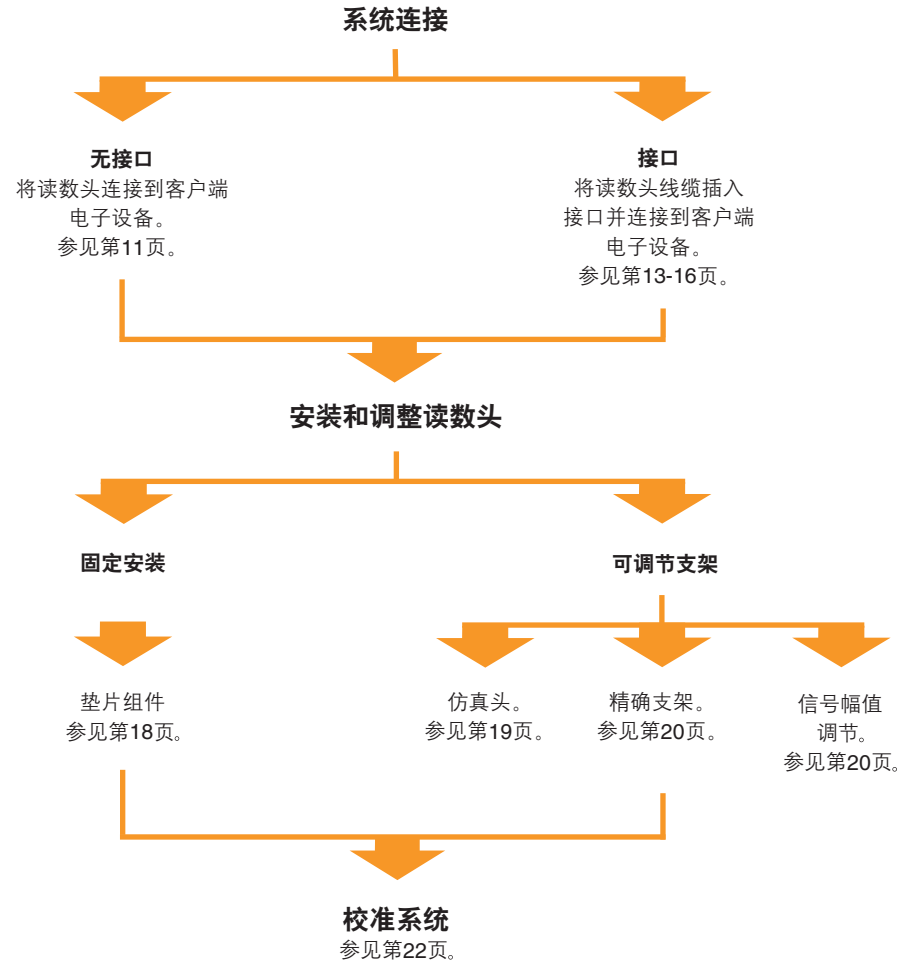 系统连接
无接口
将读数头连接到客户端
电子设备。
参见第11页。
接口
将读数头线缆插入
接口并连接到客户端
电子设备。
参见第13-16页。
安装和调整读数头
固定安装
可调节支架
垫片组件
参见第18页。
仿真头。
参见第19页。
精确支架。
参见第20页。
信号幅值
调节。
参见第20页。
校准系统
参见第22页。